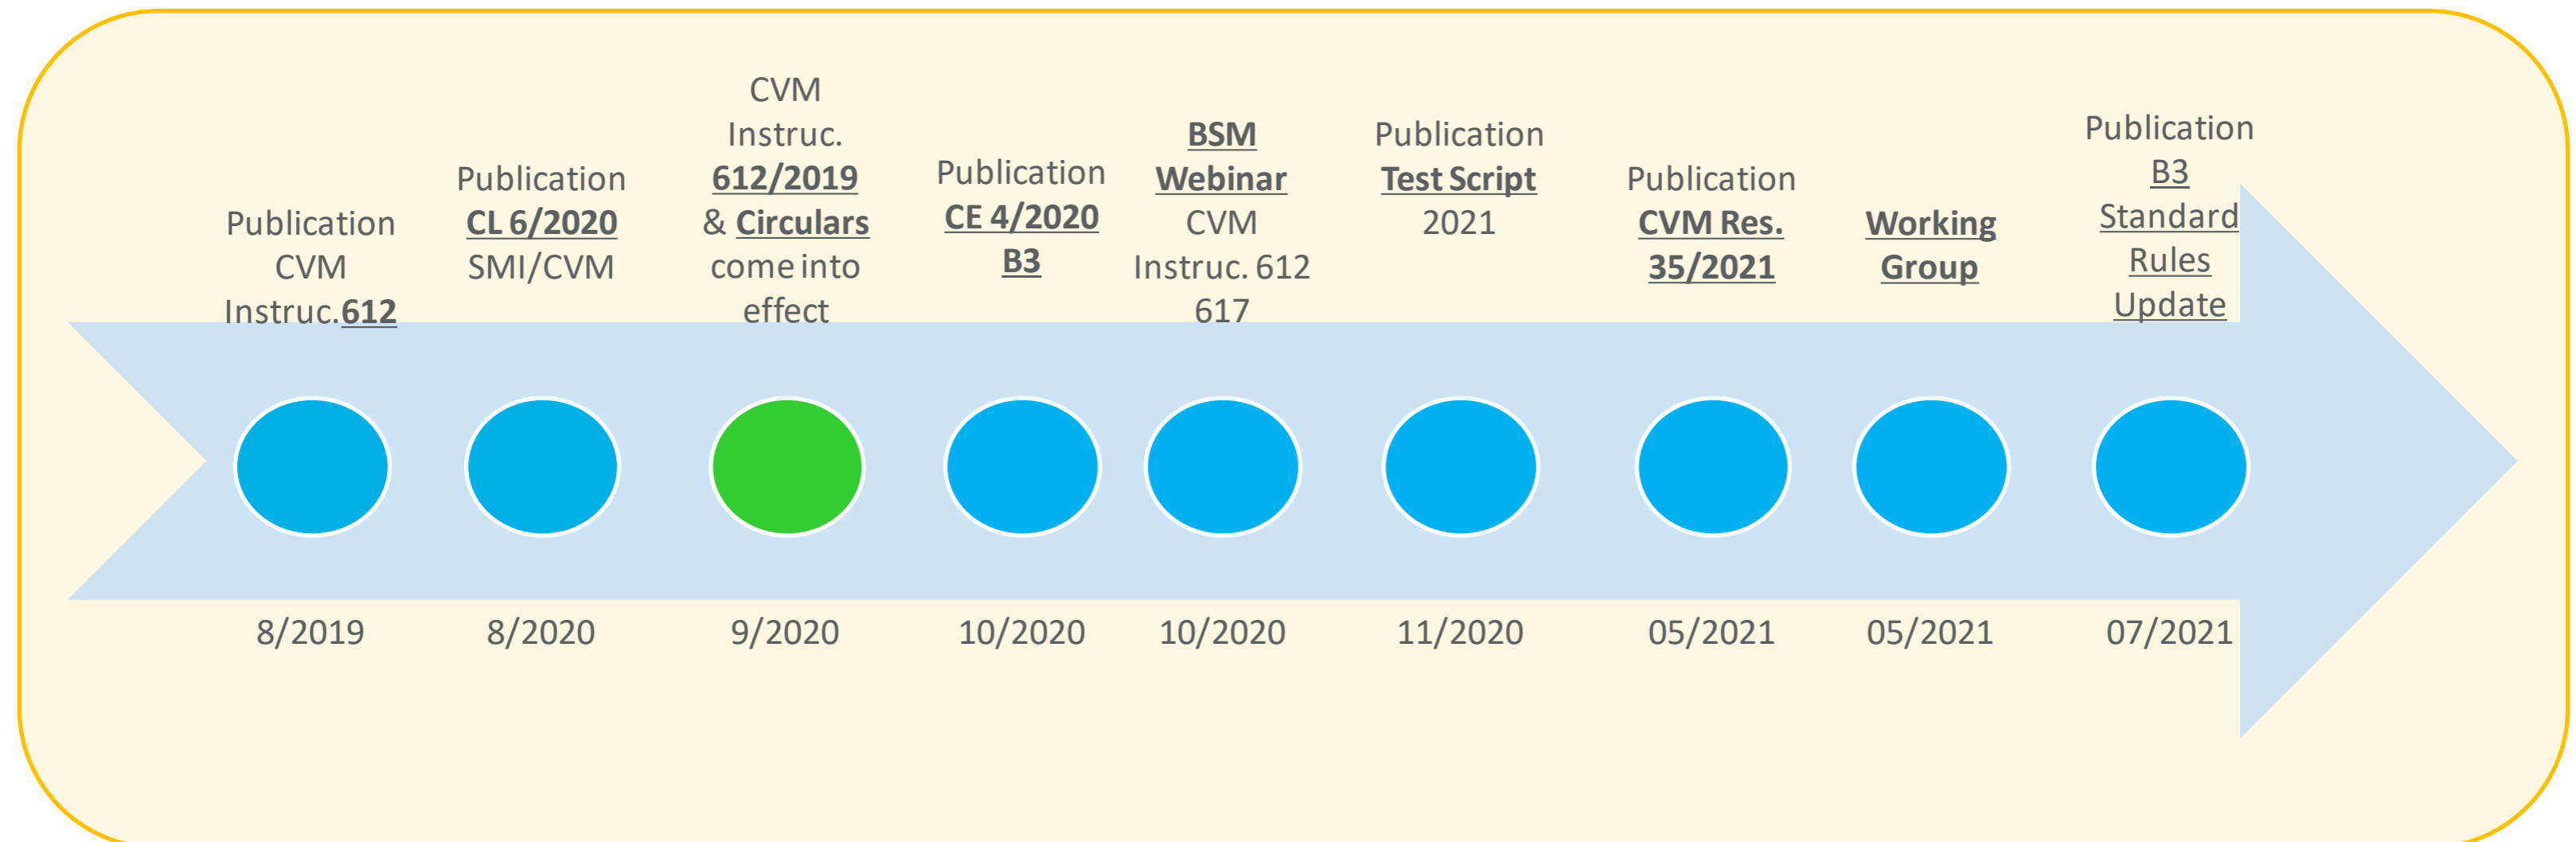 Publication
CVM
Instruc.612
Publication
CL 6/2020
SMI/CVM
CVM
Instruc.
612/2019
& Circulars
come into
effect
Publication
CE 4/2020
B3
BSM
Webinar
CVM
Instruc. 612
617
Publication
Test Script
2021
Publication
CVM Res.
35/2021
Working
Group
Publication
B3
Standard
Rules
Update
8/2019
8/2020
9/2020
10/2020
10/2020
11/2020
05/2021
05/2021
07/2021